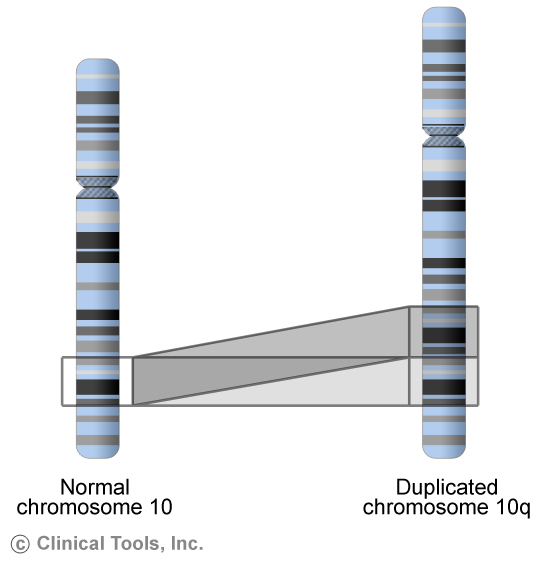 Normal
chromosome 10
Duplicated
chromosome 10q
© Clinical Tools, Inc.